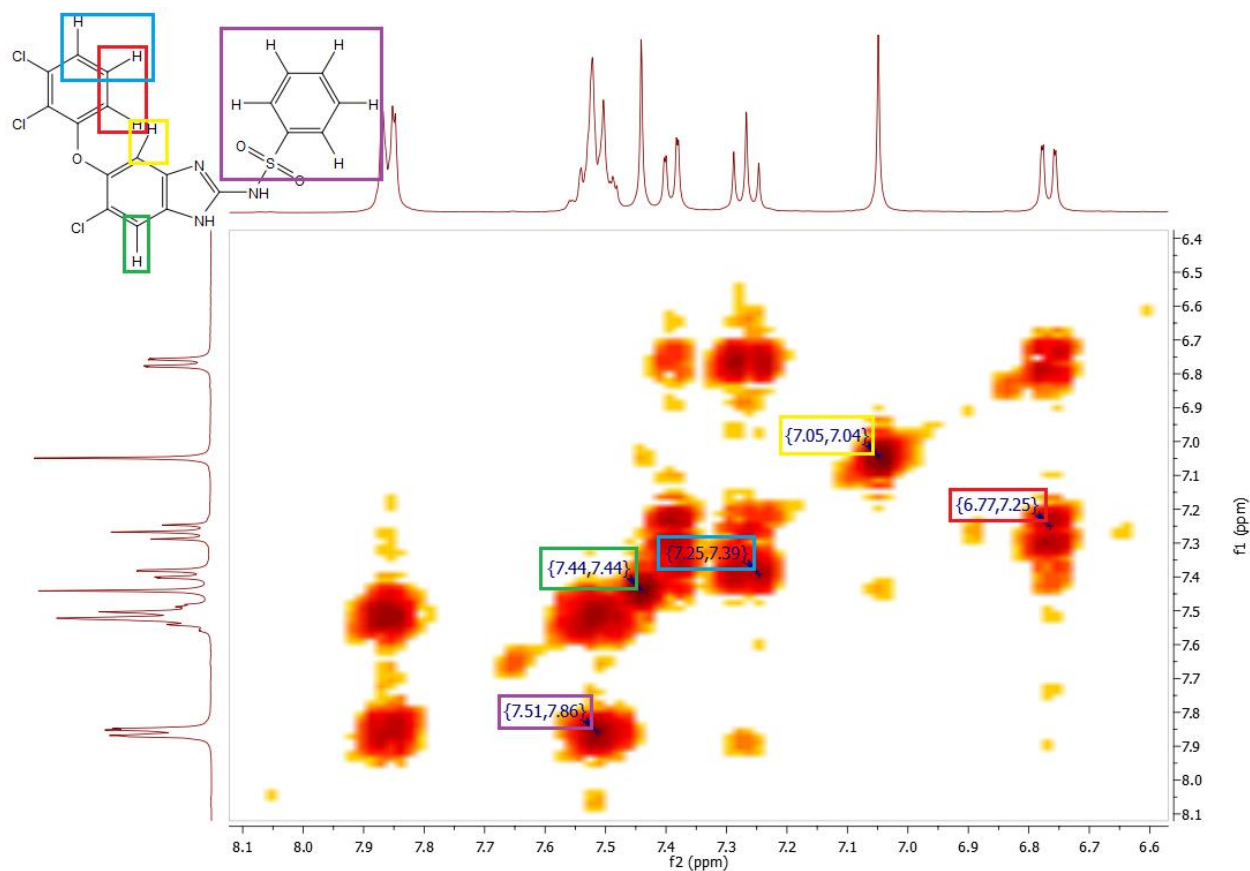 H
Cl
H
Cl
H
H
O
N
NH
NH
Cl
H
H
H
H
H
H
S
O
O
{7.05,7.04}
{6.77,7.25}
{7.25,7.39}
{7.44,7.44}
{7.51,7.86}
6.4
6.5
6.6
6.7
6.8
6.9
7.0
7.1
7.2
7.3
7.4
7.5
7.6
7.7
7.8
7.9
8.0
8.1
f1 (ppm)
8.1 8.0 7.9 7.8 7.7 7.6 7.5 7.4 7.3 7.2 7.1 7.0 6.9 6.8 6.7 6.6
f2 (ppm)